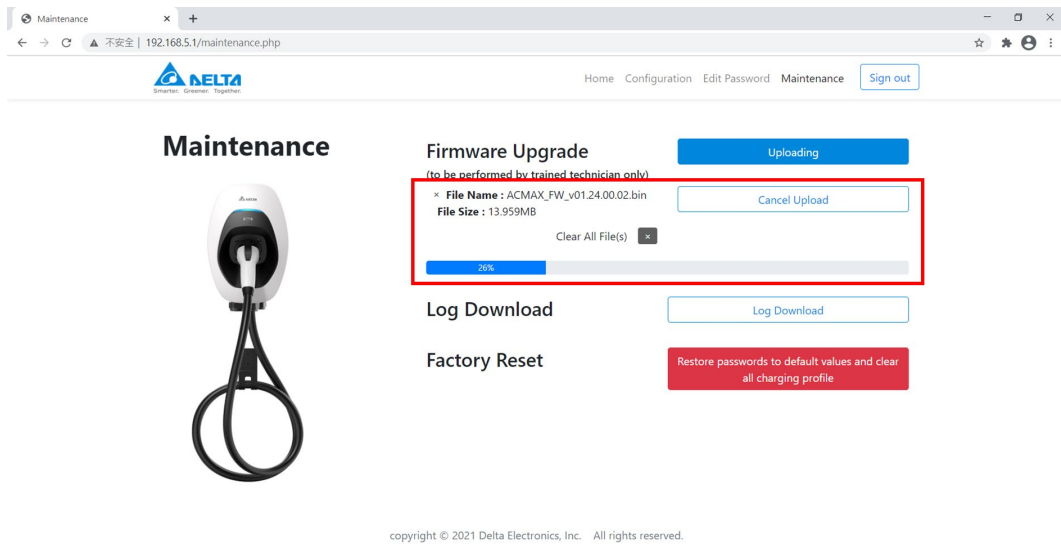 Maintenance
不安全 | 192.168.5.1/maintenance.php
DELTA
Smarter. Greener. Together.
Home Configuration Edit Password Maintenance Sign out
Maintenance
Firmware Upgrade
Uploading
(to be performed by trained technician only)
× File Name : ACMAX_FW_v01.24.00.02.bin
Cancel Upload
File Size : 13.959MB
Clear All File(s) ×
26%
Log Download
Log Download
Factory Reset
Restore passwords to default values and clear
all charging profile
copyright © 2021 Delta Electronics, Inc. All rights reserved.